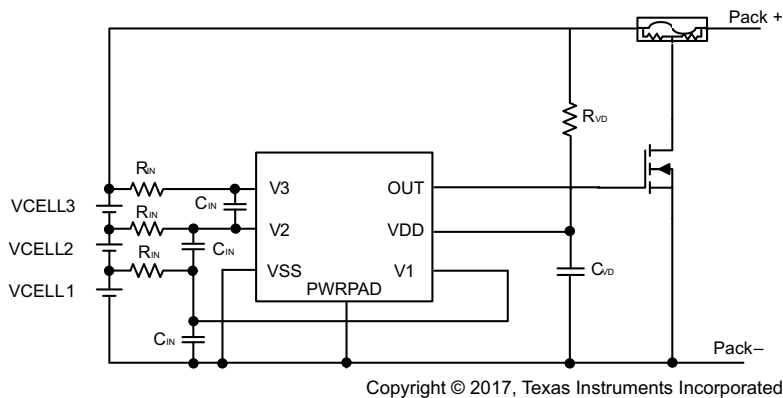 Pack +
RVD
RIN
V3
OUT
CIN
VCELL3
RIN
V2
VDD
VCELL2
RIN
CIN
VSS
V1
CVD
VCELL1
PWRPAD
CIN
Pack–
Copyright © 2017, Texas Instruments Incorporated